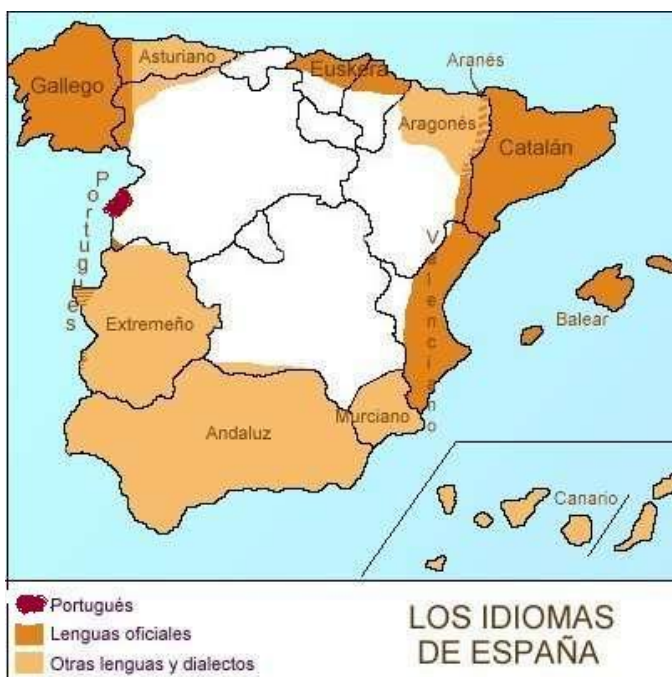 Asturiano
Gallego
Euskera
Aranés
Aragonés
Catalán
Portugués
Valenciano
Balear
Extremeño
Murciano
Andaluz
Canario
Portugués
Lenguas oficiales
Otras lenguas y dialectos
LOS IDIOMAS
DE ESPAÑA